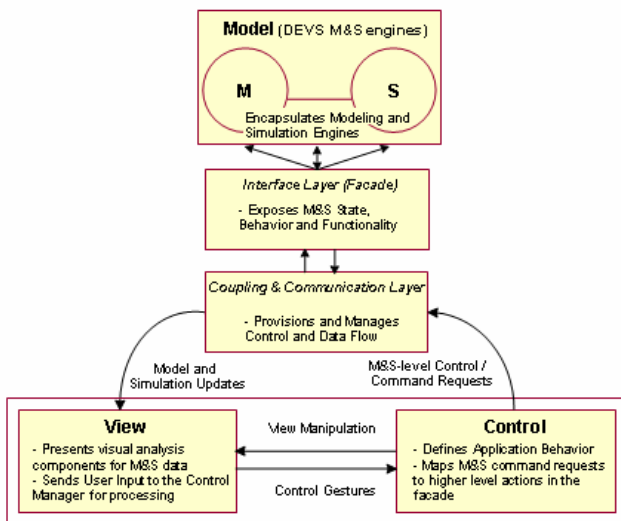 Model (DEVS M&S engines)
M
S
Encapsulates Modeling and
Simulation Engines
Interface Layer (Facade)
- Exposes M&S State,
Behavior and Functionality
Coupling & Communication Layer
- Provisions and Manages
Control and Data Flow
Model and
Simulation Updates
M&S-level Control /
Command Requests
View
- Presents visual analysis
components for M&S data
- Sends User Input to the Control
Manager for processing
View Manipulation
Control Gestures
Control
- Defines Application Behavior
- Maps M&S command requests
to higher level actions in the
facade